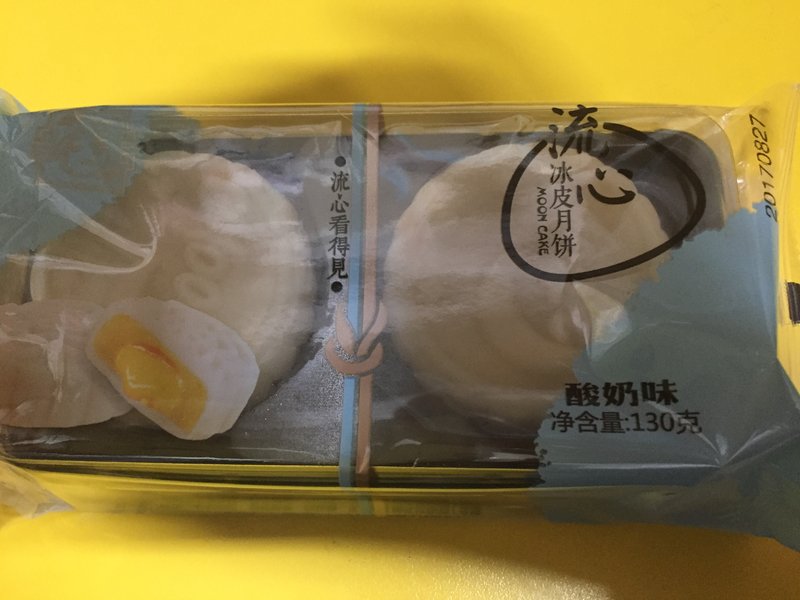 流心
冰皮月饼
MOON CAKE
20170827
●流心看得見●
酸奶味
净含量:130克